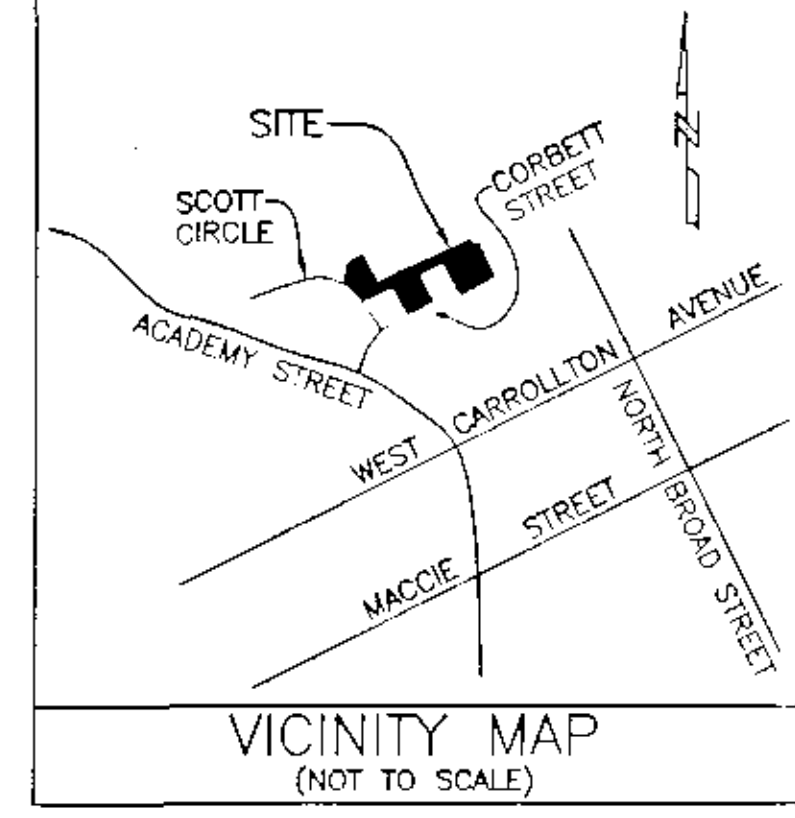 SITE
CORBETT
STREET
SCOTT
CIRCLE
N
ACADEMY STREET
WEST CARROLLTON AVENUE
NORTH BROAD STREET
MACCIE STREET
VICINITY MAP
(NOT TO SCALE)